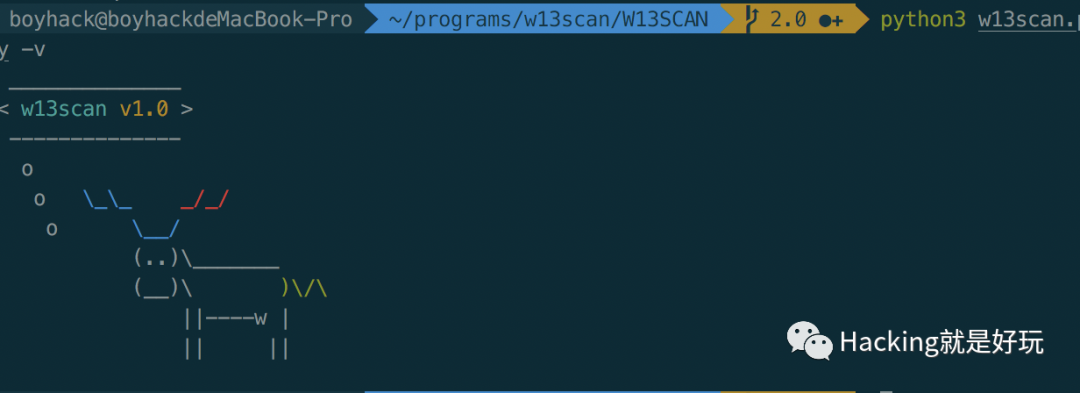 boyhack@boyhackdeMacBook-Pro ~/programs/w13scan/W13SCAN 2.0 ●+ python3 w13scan.p
y -v
______________
< w13scan v1.0 >
--------------
  o
   o   \_\_    _/_/
    o      \__/
           (..)\_______
           (__)\       )\/\
               ||----w |
               ||     ||
Hacking就是好玩